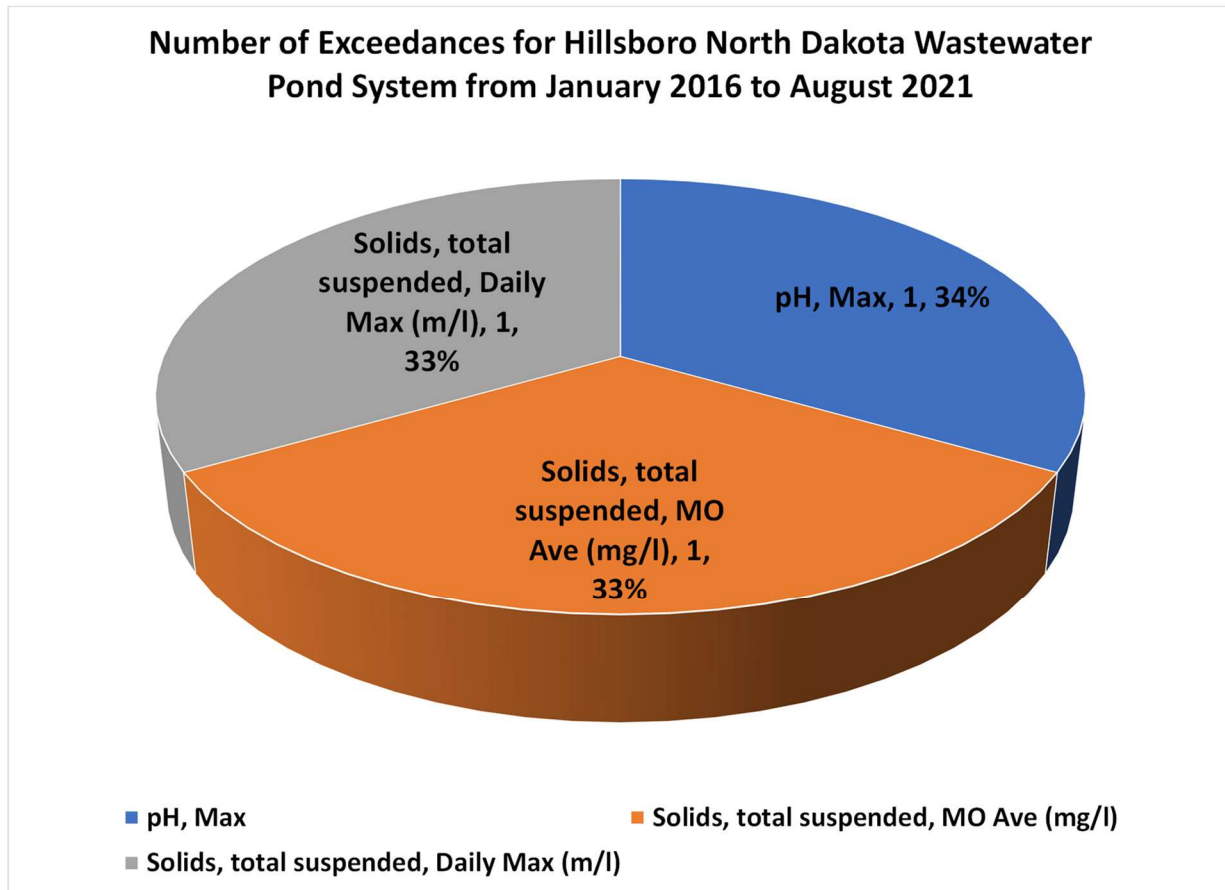 Number of Exceedances for Hillsboro North Dakota Wastewater
Pond System from January 2016 to August 2021
Solids, total
suspended, Daily
Max (m/l), 1,
33%
pH, Max, 1, 34%
Solids, total
suspended, MO
Ave (mg/l), 1,
33%
pH, Max
Solids, total suspended, MO Ave (mg/l)
Solids, total suspended, Daily Max (m/l)